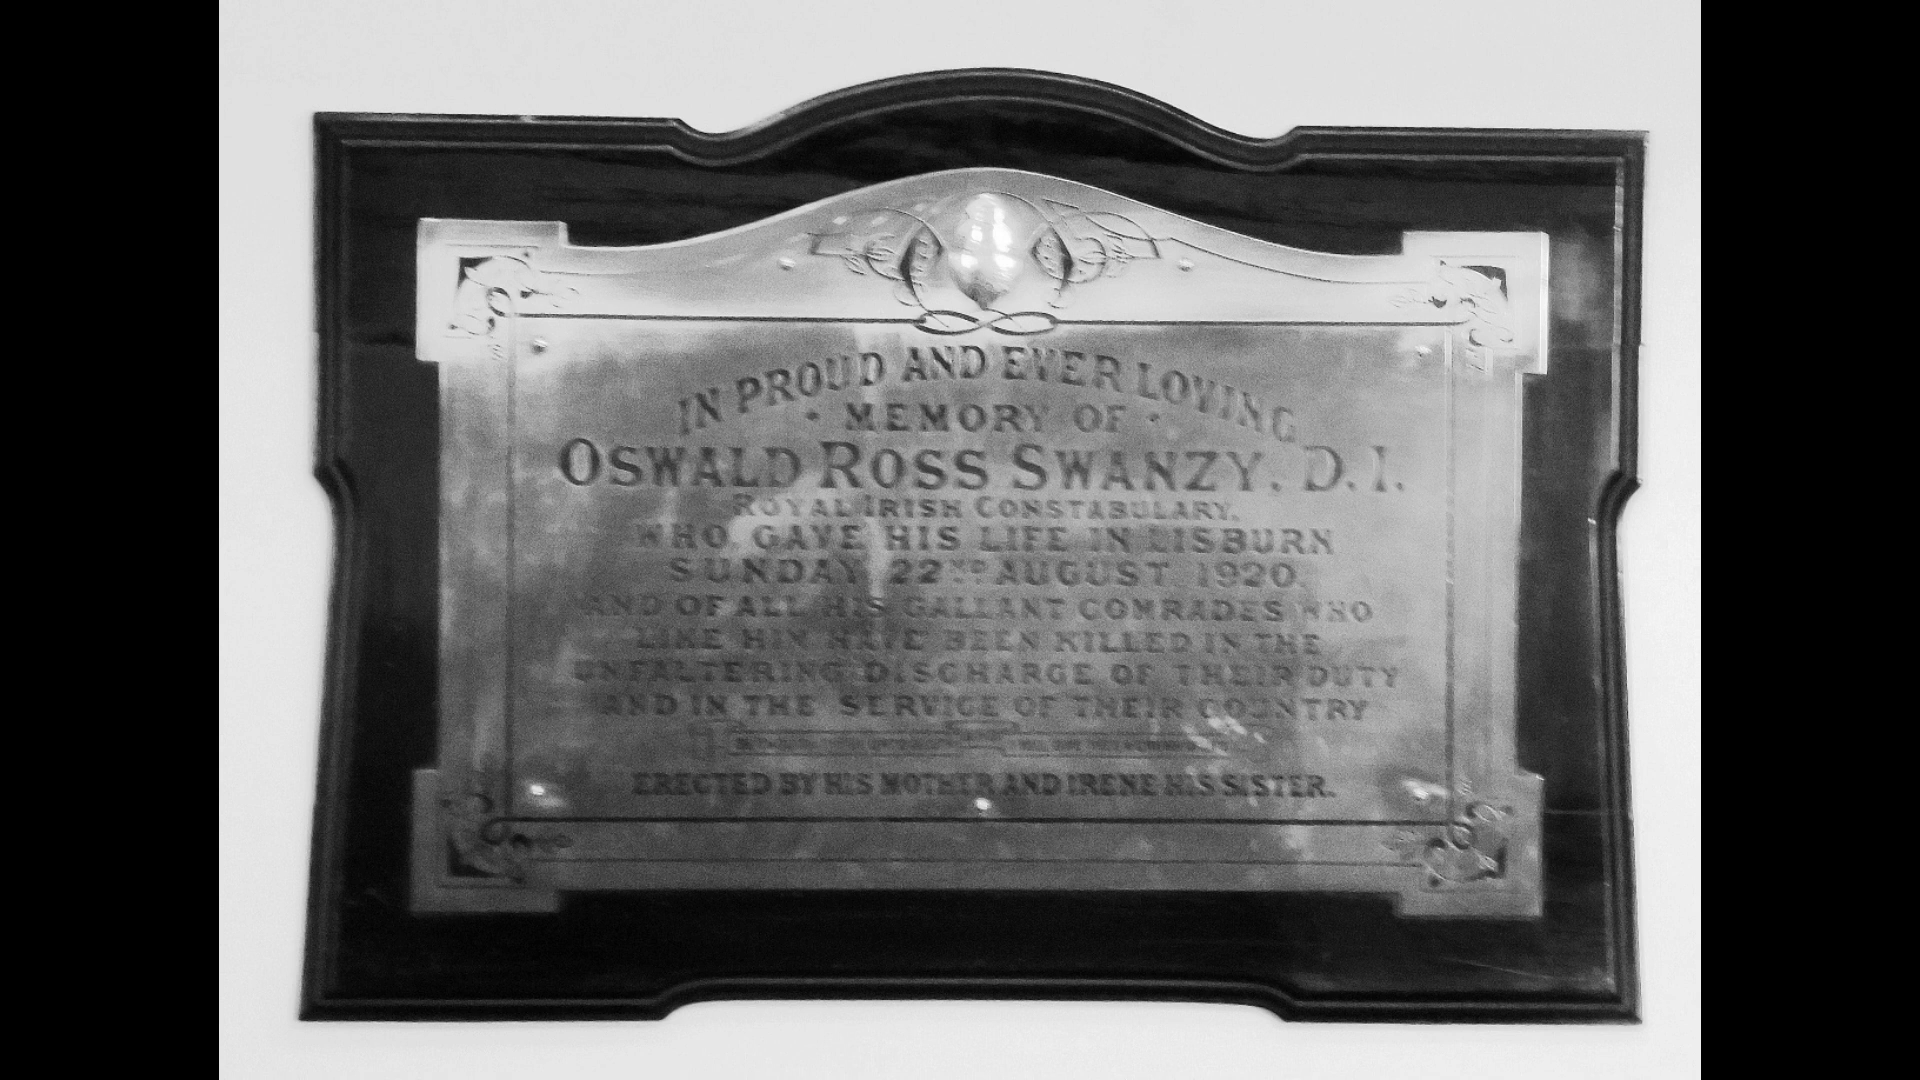 IN PROUD AND EVER LOVING
· MEMORY OF ·
OSWALD ROSS SWANZY, D.I.
ROYAL IRISH CONSTABULARY,
WHO GAVE HIS LIFE IN LISBURN
SUNDAY 22ND AUGUST 1920.
AND OF ALL HIS GALLANT COMRADES WHO
LIKE HIM HAVE BEEN KILLED IN THE
UNFALTERING DISCHARGE OF THEIR DUTY
AND IN THE SERVICE OF THEIR COUNTRY
ERECTED BY HIS MOTHER AND IRENE HIS SISTER.